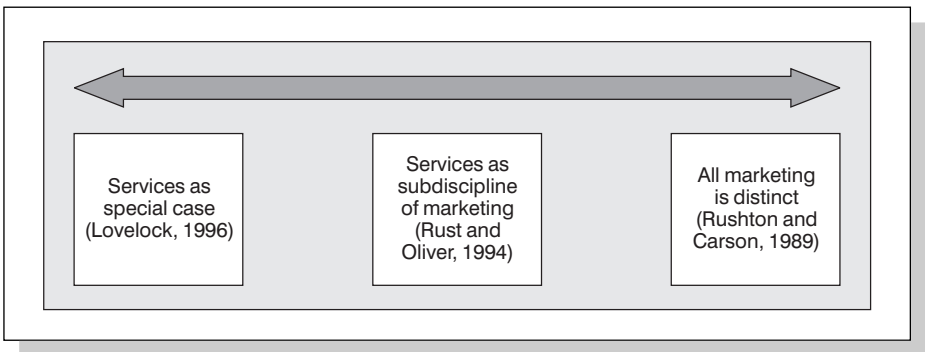 Services as
special case
(Lovelock, 1996)
Services as
subdiscipline
of marketing
(Rust and
Oliver, 1994)
All marketing
is distinct
(Rushton and
Carson, 1989)